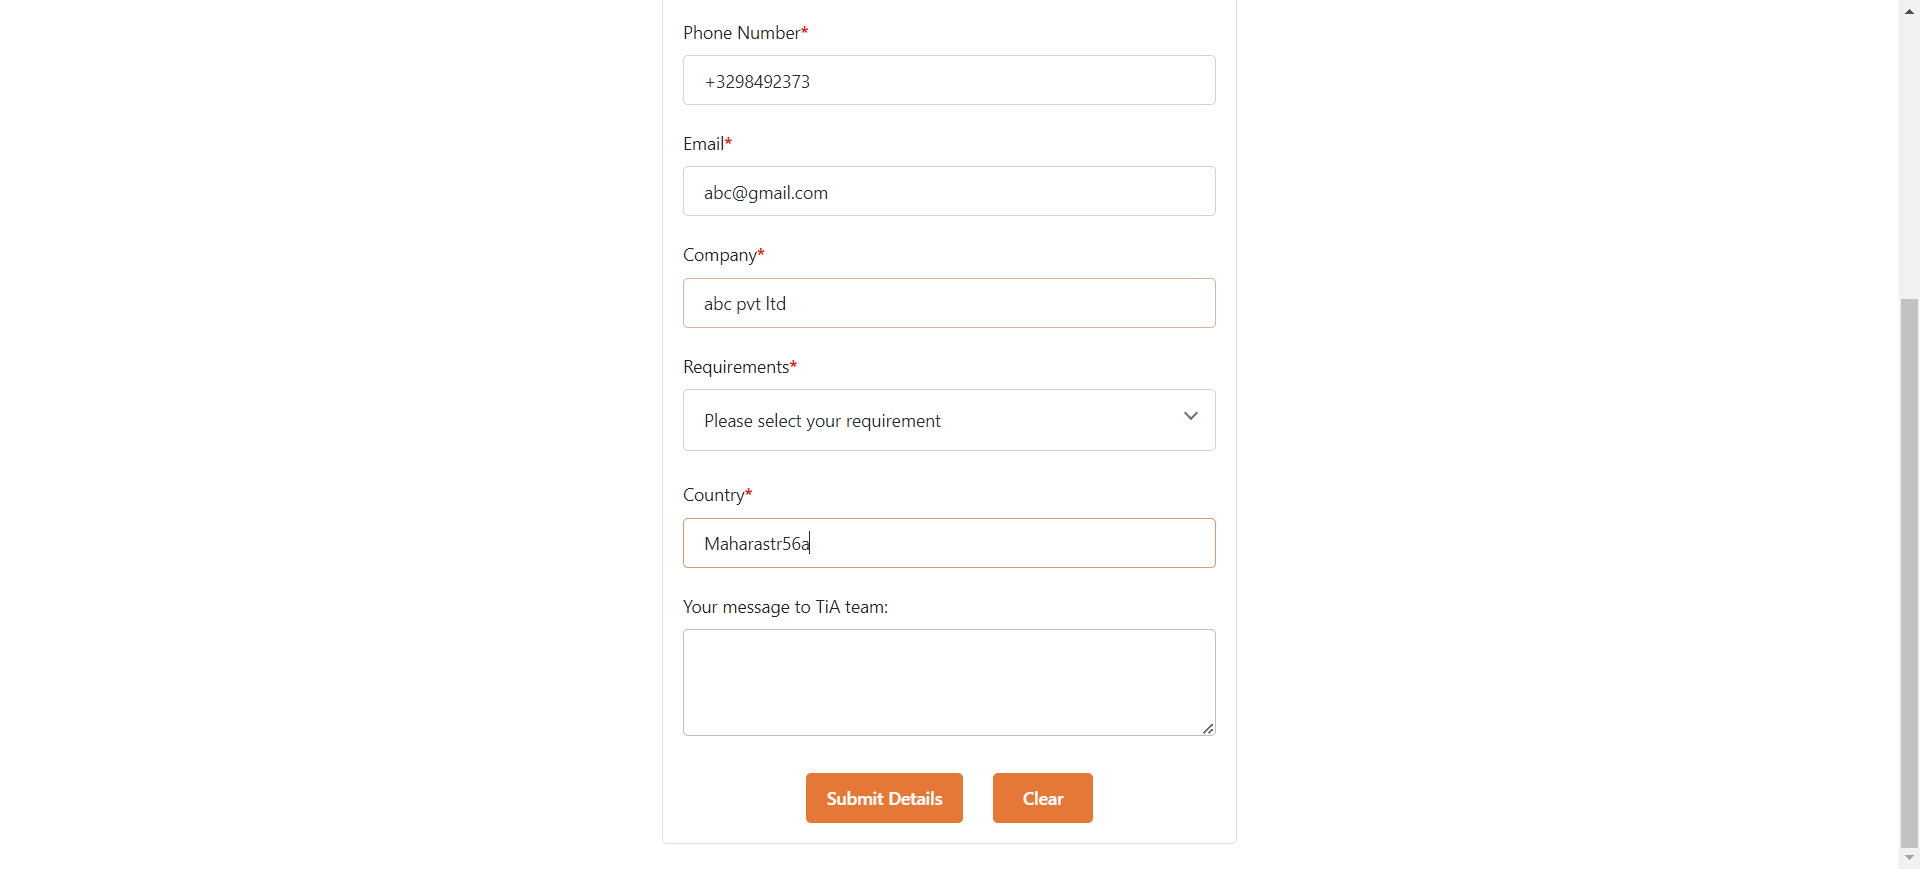 Phone Number*
+3298492373
Email*
abc@gmail.com
Company*
abc pvt ltd
Requirements*
Please select your requirement
Country*
Maharastr56a
Your message to TiA team:
Submit Details
Clear